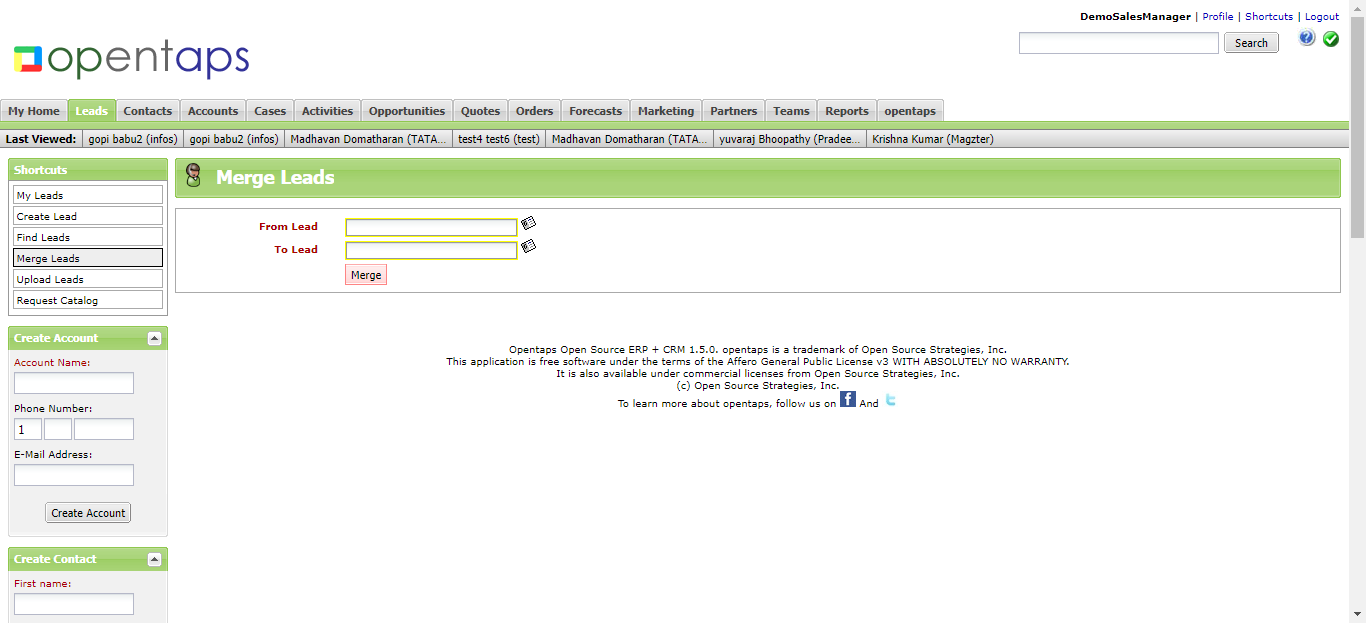 DemoSalesManager | Profile | Shortcuts | Logout
opentaps
Search
My Home Leads Contacts Accounts Cases Activities Opportunities Quotes Orders Forecasts Marketing Partners Teams Reports opentaps
Last Viewed: gopi babu2 (infos) gopi babu2 (infos) Madhavan Domatharan (TATA... test4 test6 (test) Madhavan Domatharan (TATA... yuvaraj Bhoopathy (Pradee... Krishna Kumar (Magzter)
Shortcuts
My Leads
Create Lead
Find Leads
Merge Leads
Upload Leads
Request Catalog
Create Account
Account Name:
Phone Number:
1
E-Mail Address:
Create Account
Create Contact
First name:
Merge Leads
From Lead
To Lead
Merge
Opentaps Open Source ERP + CRM 1.5.0. opentaps is a trademark of Open Source Strategies, Inc.
This application is free software under the terms of the Affero General Public License v3 WITH ABSOLUTELY NO WARRANTY.
It is also available under commercial licenses from Open Source Strategies, Inc.
(c) Open Source Strategies, Inc.
To learn more about opentaps, follow us on f And t